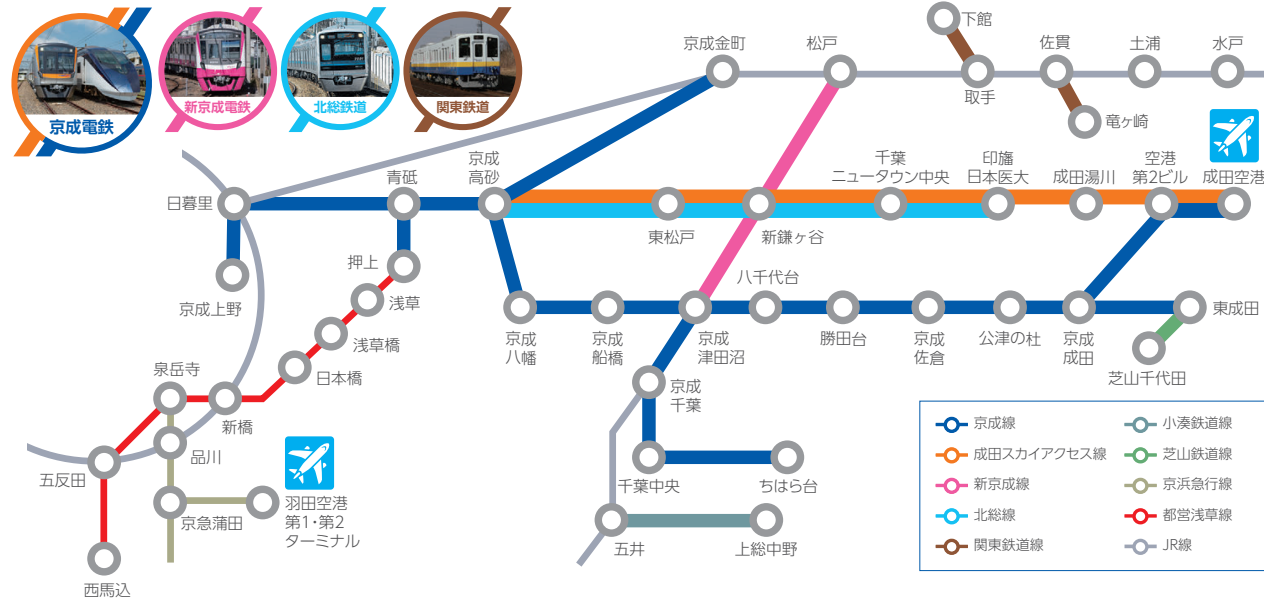 京成電鉄
新京成電鉄
北総鉄道
関東鉄道
京成金町
松戸
下館
取手
佐貫
土浦
水戸
竜ヶ崎
日暮里
青砥
京成
高砂
東松戸
新鎌ヶ谷
千葉
ニュータウン中央
印旛
日本医大
成田湯川
空港
第2ビル
成田空港
京成上野
押上
浅草
浅草橋
日本橋
新橋
泉岳寺
品川
五反田
西馬込
京急蒲田
羽田空港
第1・第2
ターミナル
京成
八幡
京成
船橋
京成
津田沼
八千代台
勝田台
京成
佐倉
公津の杜
京成
成田
東成田
芝山千代田
京成
千葉
千葉中央
ちはら台
五井
上総中野
京成線
成田スカイアクセス線
新京成線
北総線
関東鉄道線
小湊鉄道線
芝山鉄道線
京浜急行線
都営浅草線
JR線